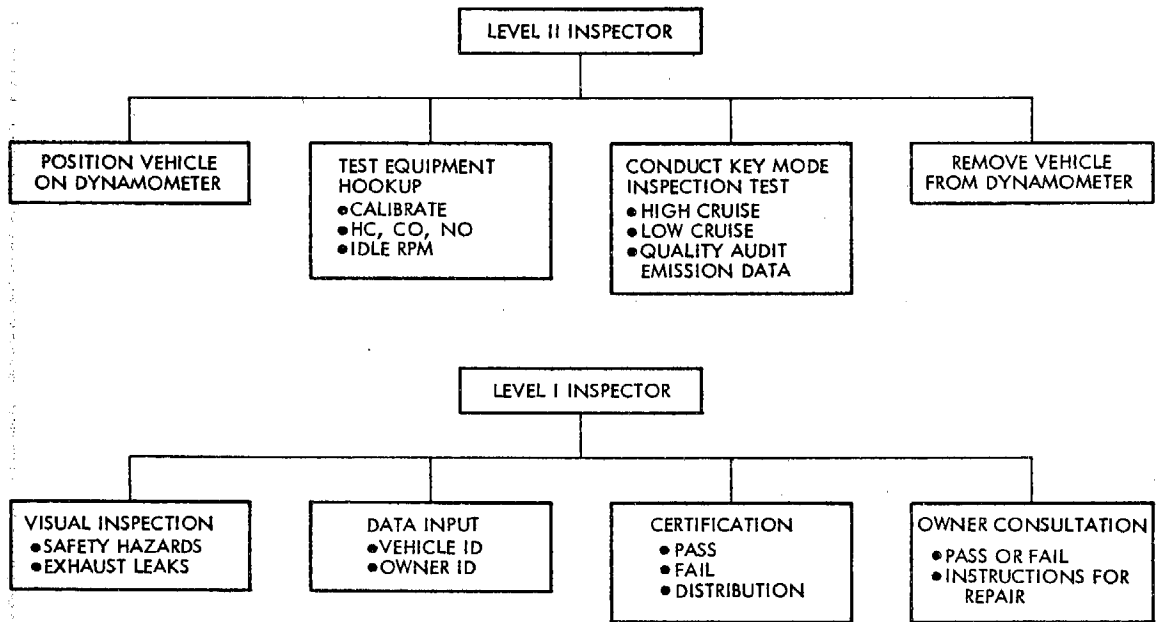 LEVEL II INSPECTOR
POSITION VEHICLE
ON DYNAMOMETER
TEST EQUIPMENT
HOOKUP
●CALIBRATE
●HC, CO, NO
●IDLE RPM
CONDUCT KEY MODE
INSPECTION TEST
●HIGH CRUISE
●LOW CRUISE
●QUALITY AUDIT
EMISSION DATA
REMOVE VEHICLE
FROM DYNAMOMETER
LEVEL I INSPECTOR
VISUAL INSPECTION
●SAFETY HAZARDS
●EXHAUST LEAKS
DATA INPUT
●VEHICLE ID
●OWNER ID
CERTIFICATION
●PASS
●FAIL
●DISTRIBUTION
OWNER CONSULTATION
●PASS OR FAIL
●INSTRUCTIONS FOR
REPAIR